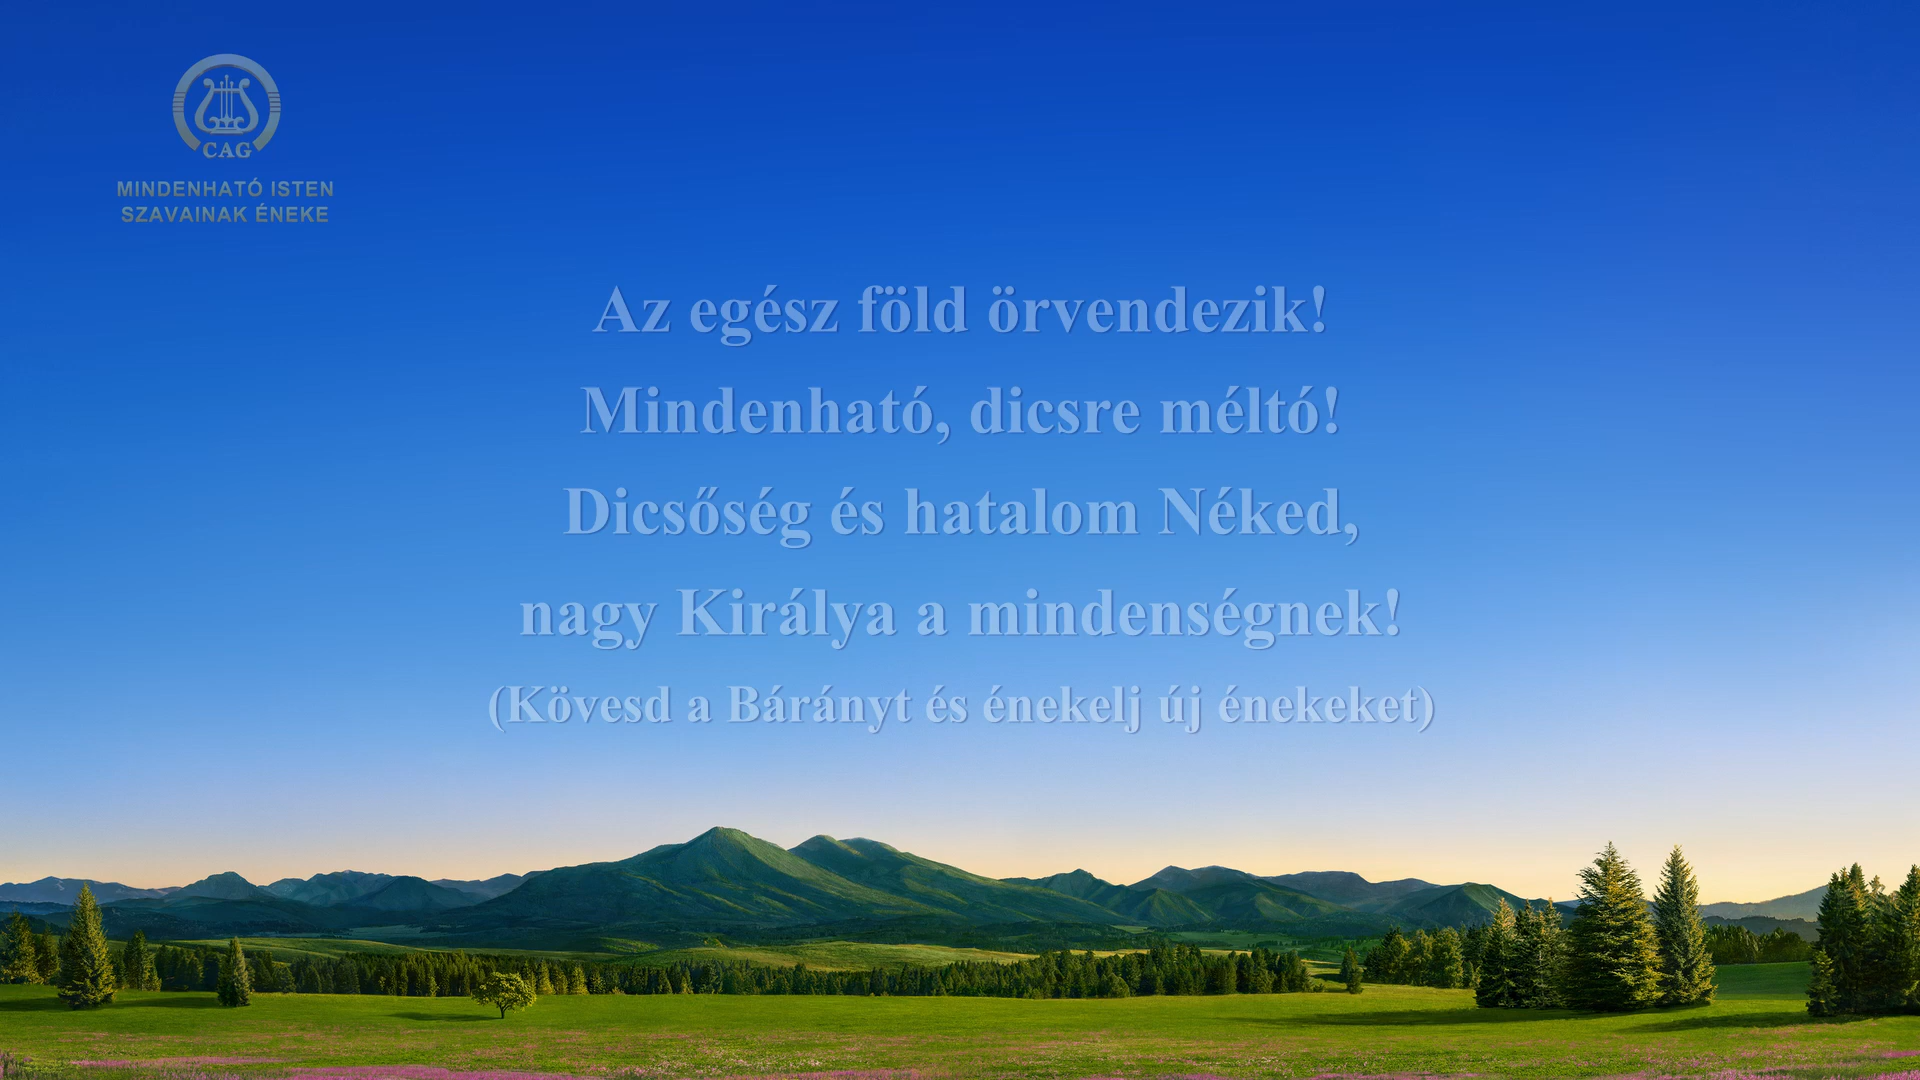 CAG
MINDENHATÓ ISTEN
SZAVAINAK ÉNEKE
Az egész föld örvendezik!
Mindenható, dicsre méltó!
Dicsőség és hatalom Néked,
nagy Királya a mindenségnek!
(Kövesd a Bárányt és énekelj új énekeket)